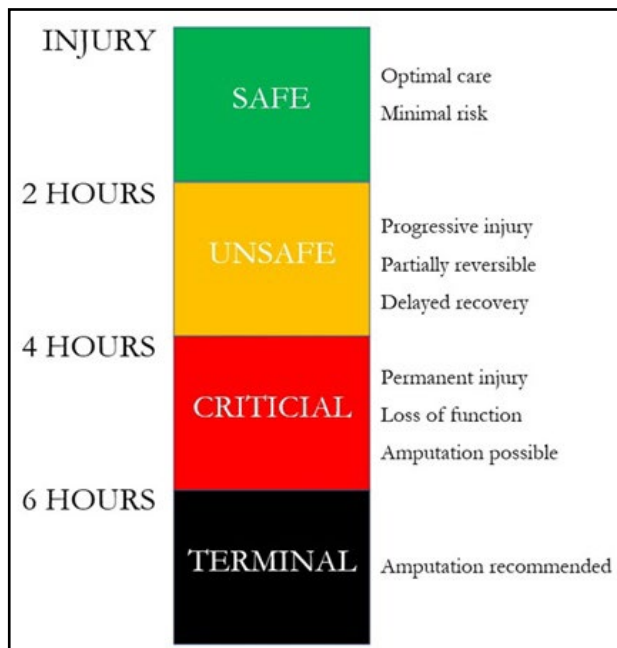 INJURY
SAFE
Optimal care
Minimal risk
2 HOURS
UNSAFE
Progressive injury
Partially reversible
Delayed recovery
4 HOURS
CRITICIAL
Permanent injury
Loss of function
Amputation possible
6 HOURS
TERMINAL
Amputation recommended